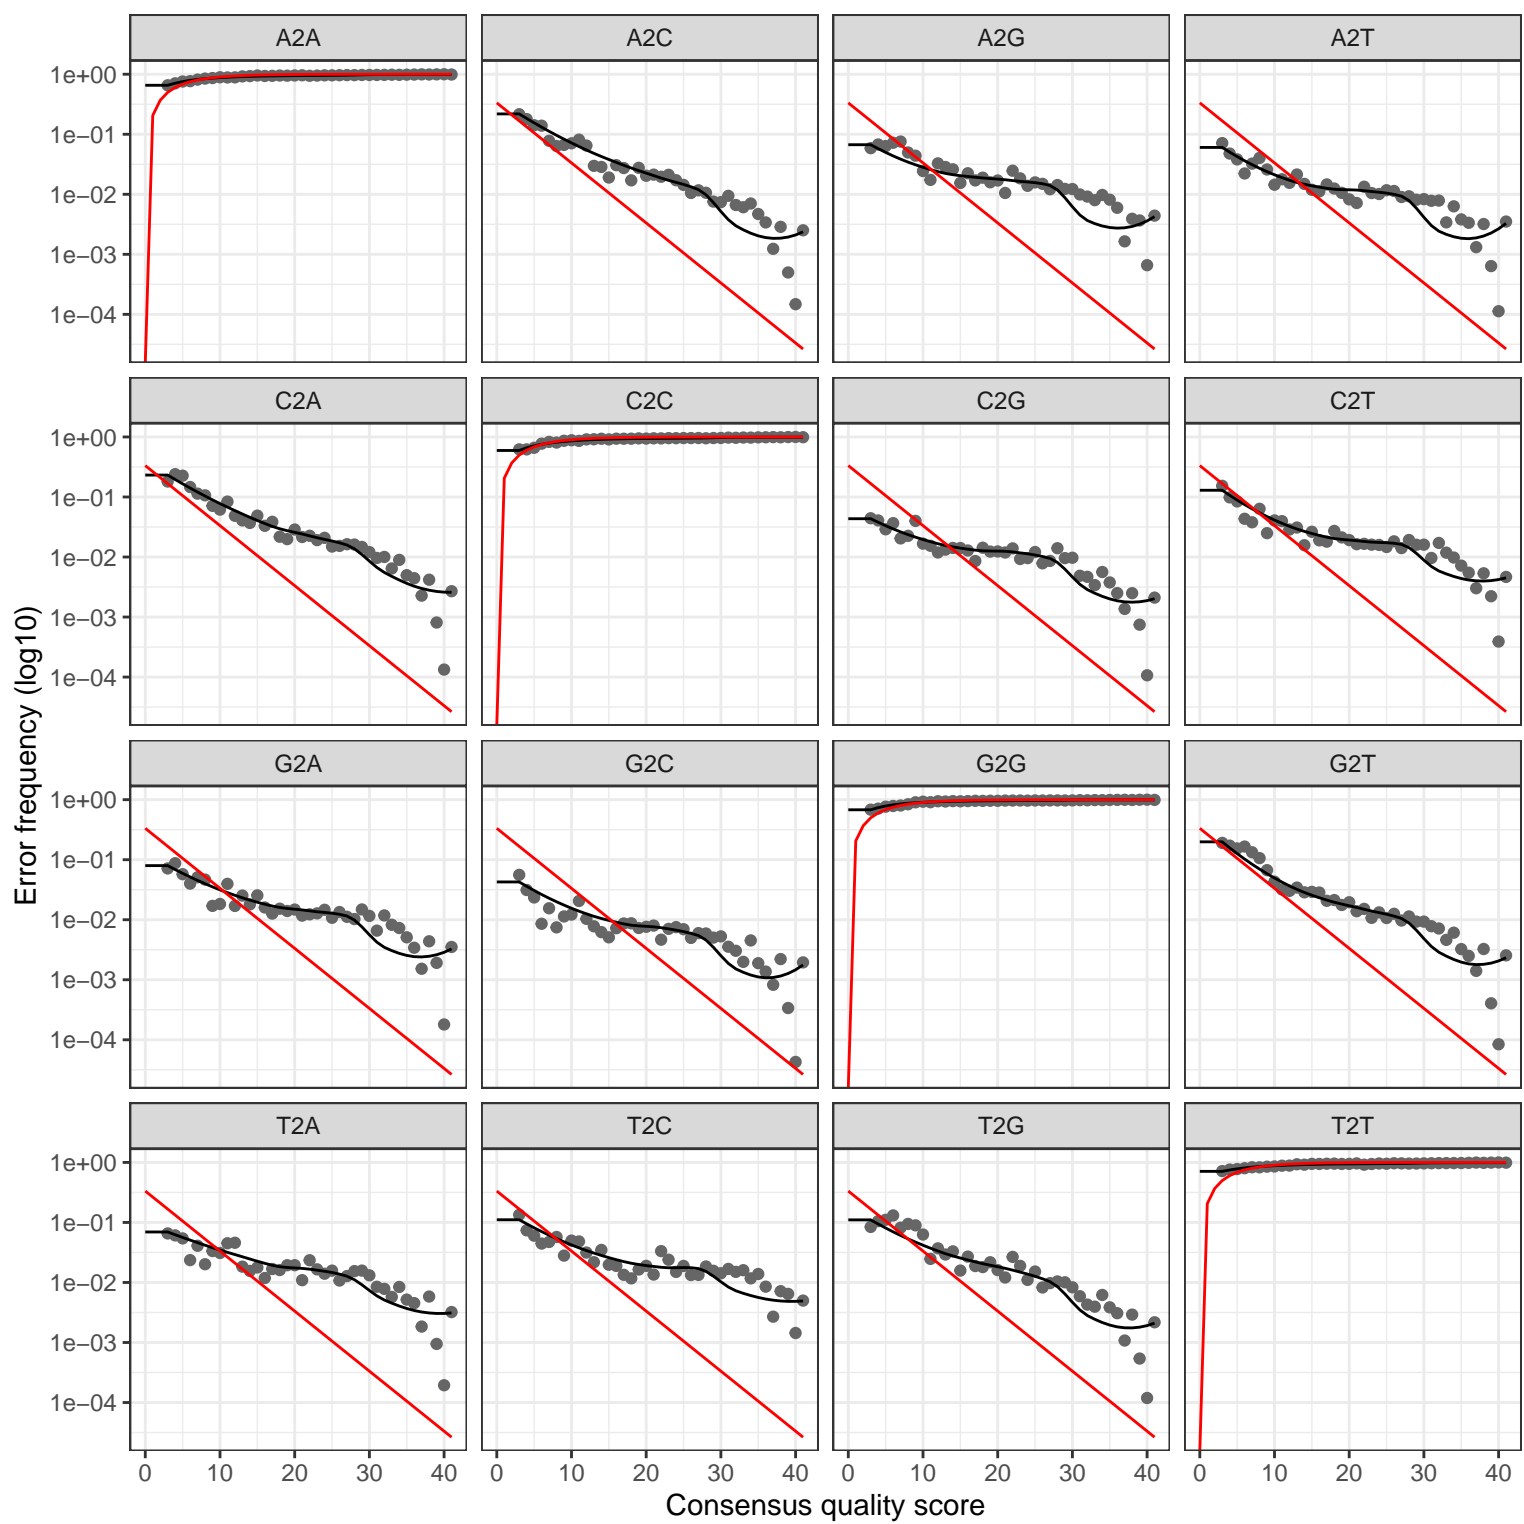 A2A A2C A2G A2T
1e+00
1e−01
1e−02
1e−03
1e−04
C2A C2C C2G C2T
1e+00
1e−01
1e−02
1e−03
1e−04
G2A G2C G2G G2T
1e+00
1e−01
1e−02
1e−03
1e−04
T2A T2C T2G T2T
1e+00
1e−01
1e−02
1e−03
1e−04
0 10 20 30 40 0 10 20 30 40 0 10 20 30 40 0 10 20 30 40
Consensus quality score
Error frequency (log10)